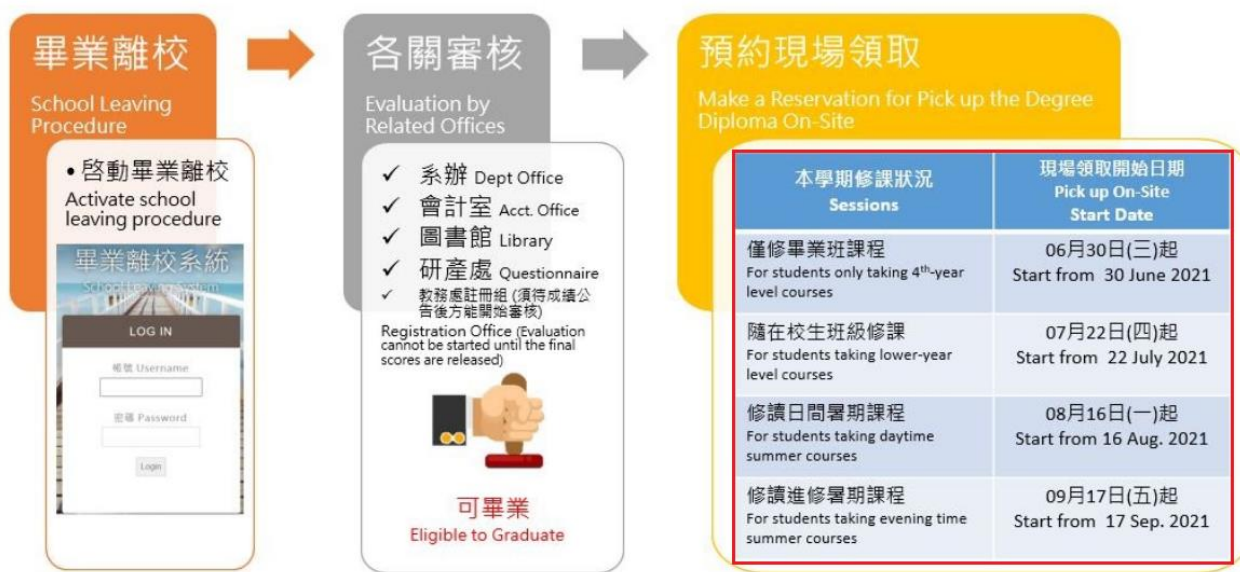 畢業離校
School Leaving
Procedure
• 啓動畢業離校
Activate school
leaving procedure
畢業離校系統
School Leaving System
LOG IN
帳號 Username
密碼 Password
Login
各關審核
Evaluation by
Related Offices
✓ 系辦 Dept Office
✓ 會計室 Acct. Office
✓ 圖書館 Library
✓ 研產處 Questionnaire
✓ 教務處註冊組 (須待成績公
告後方能開始審核)
Registration Office (Evaluation
cannot be started until the final
scores are released)
可畢業
Eligible to Graduate
預約現場領取
Make a Reservation for Pick up the Degree
Diploma On-Site
本學期修課狀況
Sessions
現場領取開始日期
Pick up On-Site
Start Date
僅修畢業班課程
For students only taking 4th-year
level courses
06月30日(三)起
Start from 30 June 2021
隨在校生班級修課
For students taking lower-year
level courses
07月22日(四)起
Start from 22 July 2021
修讀日間暑期課程
For students taking daytime
summer courses
08月16日(一)起
Start from 16 Aug. 2021
修讀進修暑期課程
For students taking evening time
summer courses
09月17日(五)起
Start from 17 Sep. 2021